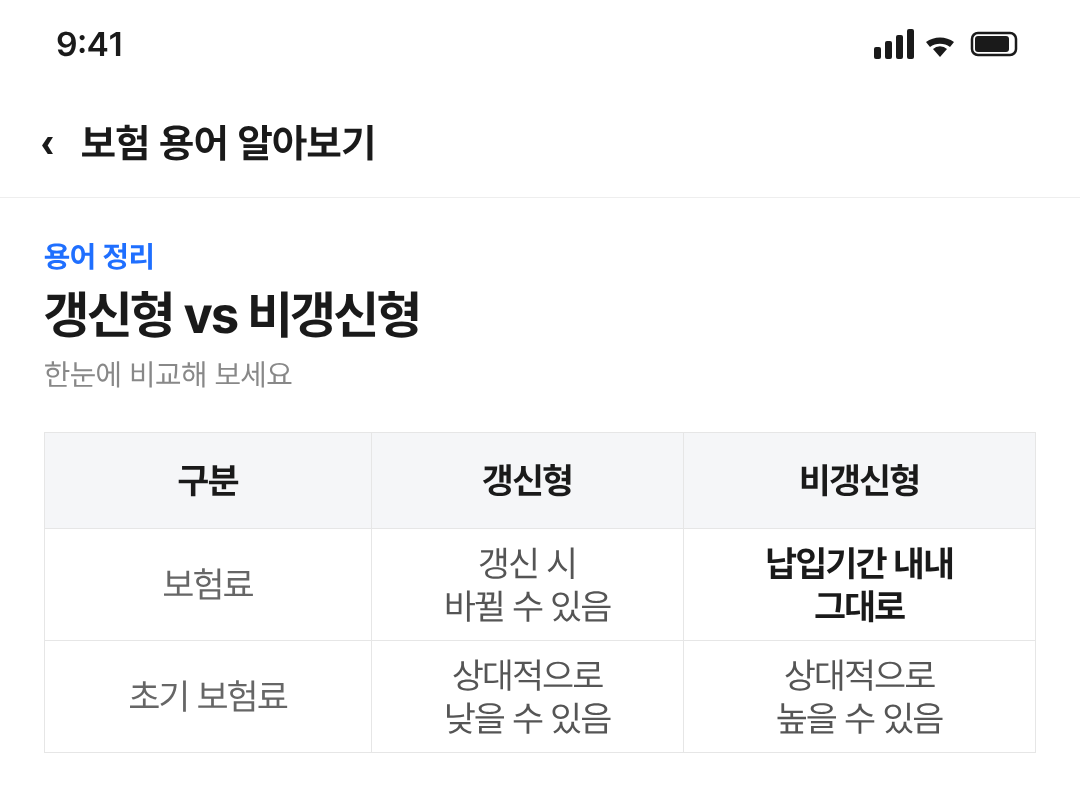 9:41
‹ 보험 용어 알아보기
용어 정리
갱신형 vs 비갱신형
한눈에 비교해 보세요
구분 갱신형 비갱신형
보험료
갱신 시
바뀔 수 있음
납입기간 내내
그대로
초기 보험료
상대적으로
낮을 수 있음
상대적으로
높을 수 있음